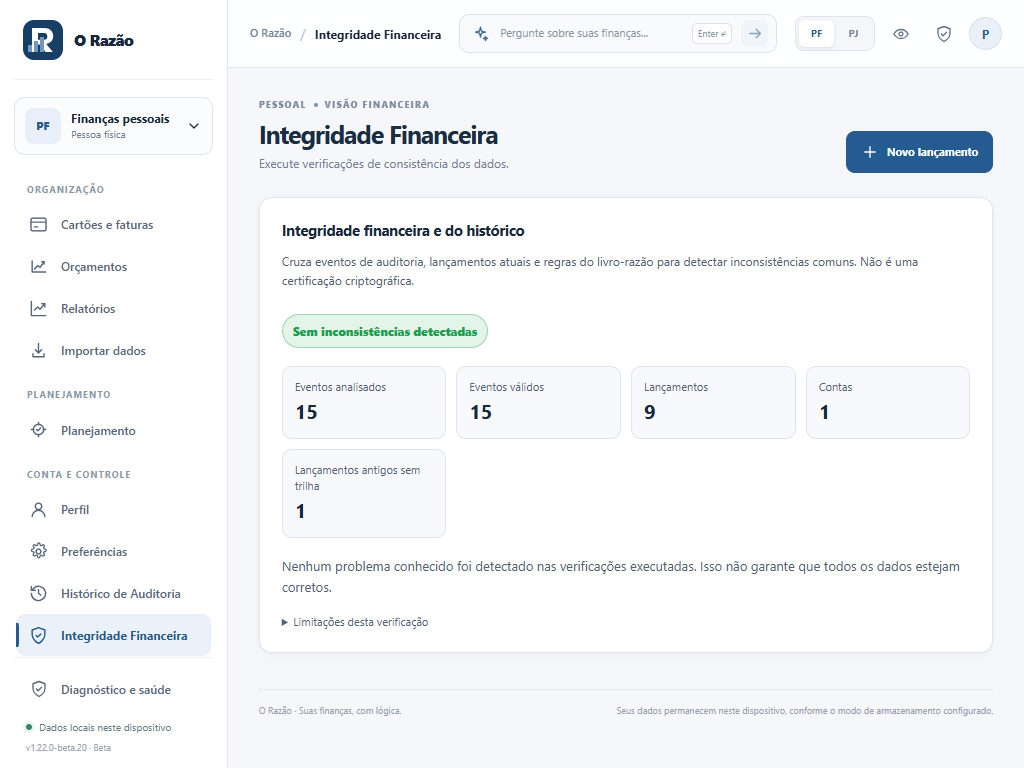 O Razão
PF
Finanças pessoais
Pessoa física
ORGANIZAÇÃO
Cartões e faturas
Orçamentos
Relatórios
Importar dados
PLANEJAMENTO
Planejamento
CONTA E CONTROLE
Perfil
Preferências
Histórico de Auditoria
Integridade Financeira
Diagnóstico e saúde
Dados locais neste dispositivo
v1.22.0-beta.20 · Beta
O Razão / Integridade Financeira
Pergunte sobre suas finanças...
Enter ↵
PF PJ
P
PESSOAL • VISÃO FINANCEIRA
Integridade Financeira
Execute verificações de consistência dos dados.
Novo lançamento
Integridade financeira e do histórico
Cruza eventos de auditoria, lançamentos atuais e regras do livro-razão para detectar inconsistências comuns. Não é uma
certificação criptográfica.
Sem inconsistências detectadas
Eventos analisados
15
Eventos válidos
15
Lançamentos
9
Contas
1
Lançamentos antigos sem
trilha
1
Nenhum problema conhecido foi detectado nas verificações executadas. Isso não garante que todos os dados estejam
corretos.
Limitações desta verificação
O Razão · Suas finanças, com lógica.
Seus dados permanecem neste dispositivo, conforme o modo de armazenamento configurado.